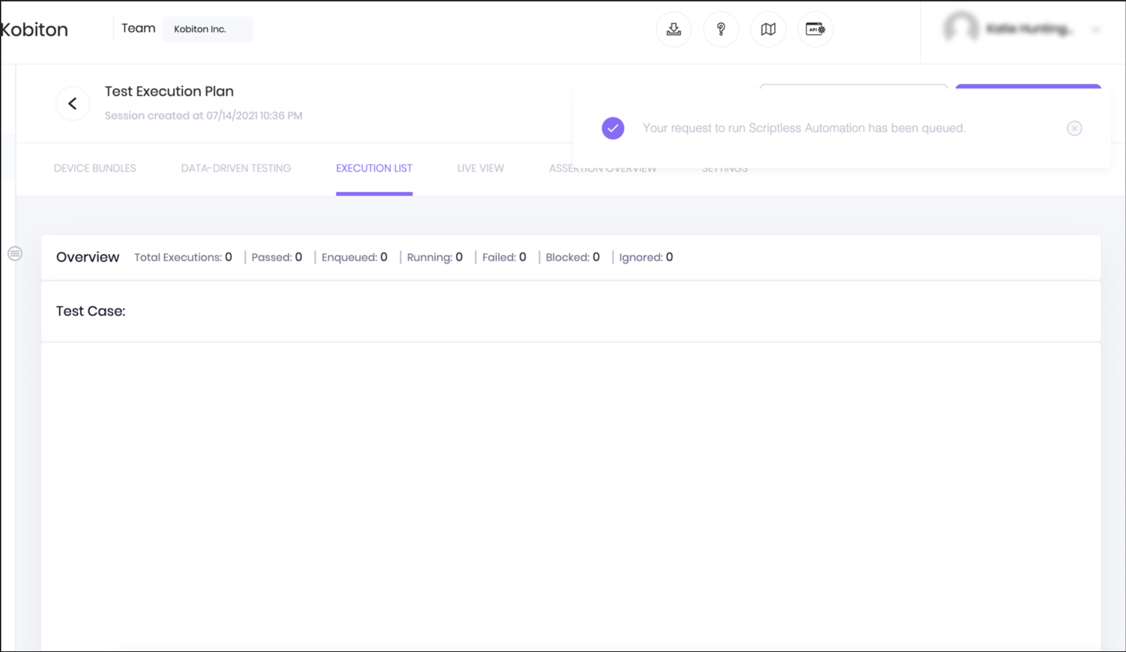 Kobiton
Team Kobiton Inc.
API
Test Execution Plan
Session created at 07/14/2021 10:36 PM
Your request to run Scriptless Automation has been queued.
DEVICE BUNDLES DATA-DRIVEN TESTING EXECUTION LIST LIVE VIEW ASSERTION OVERVIEW SETTINGS
Overview Total Executions: 0 | Passed: 0 | Enqueued: 0 | Running: 0 | Failed: 0 | Blocked: 0 | Ignored: 0
Test Case: